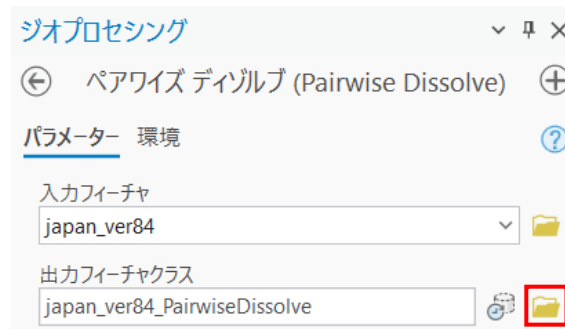 ジオプロセシング
ペアワイズ ディゾルブ (Pairwise Dissolve)
パラメーター 環境
入力フィーチャ
japan_ver84
出力フィーチャクラス
japan_ver84_PairwiseDissolve